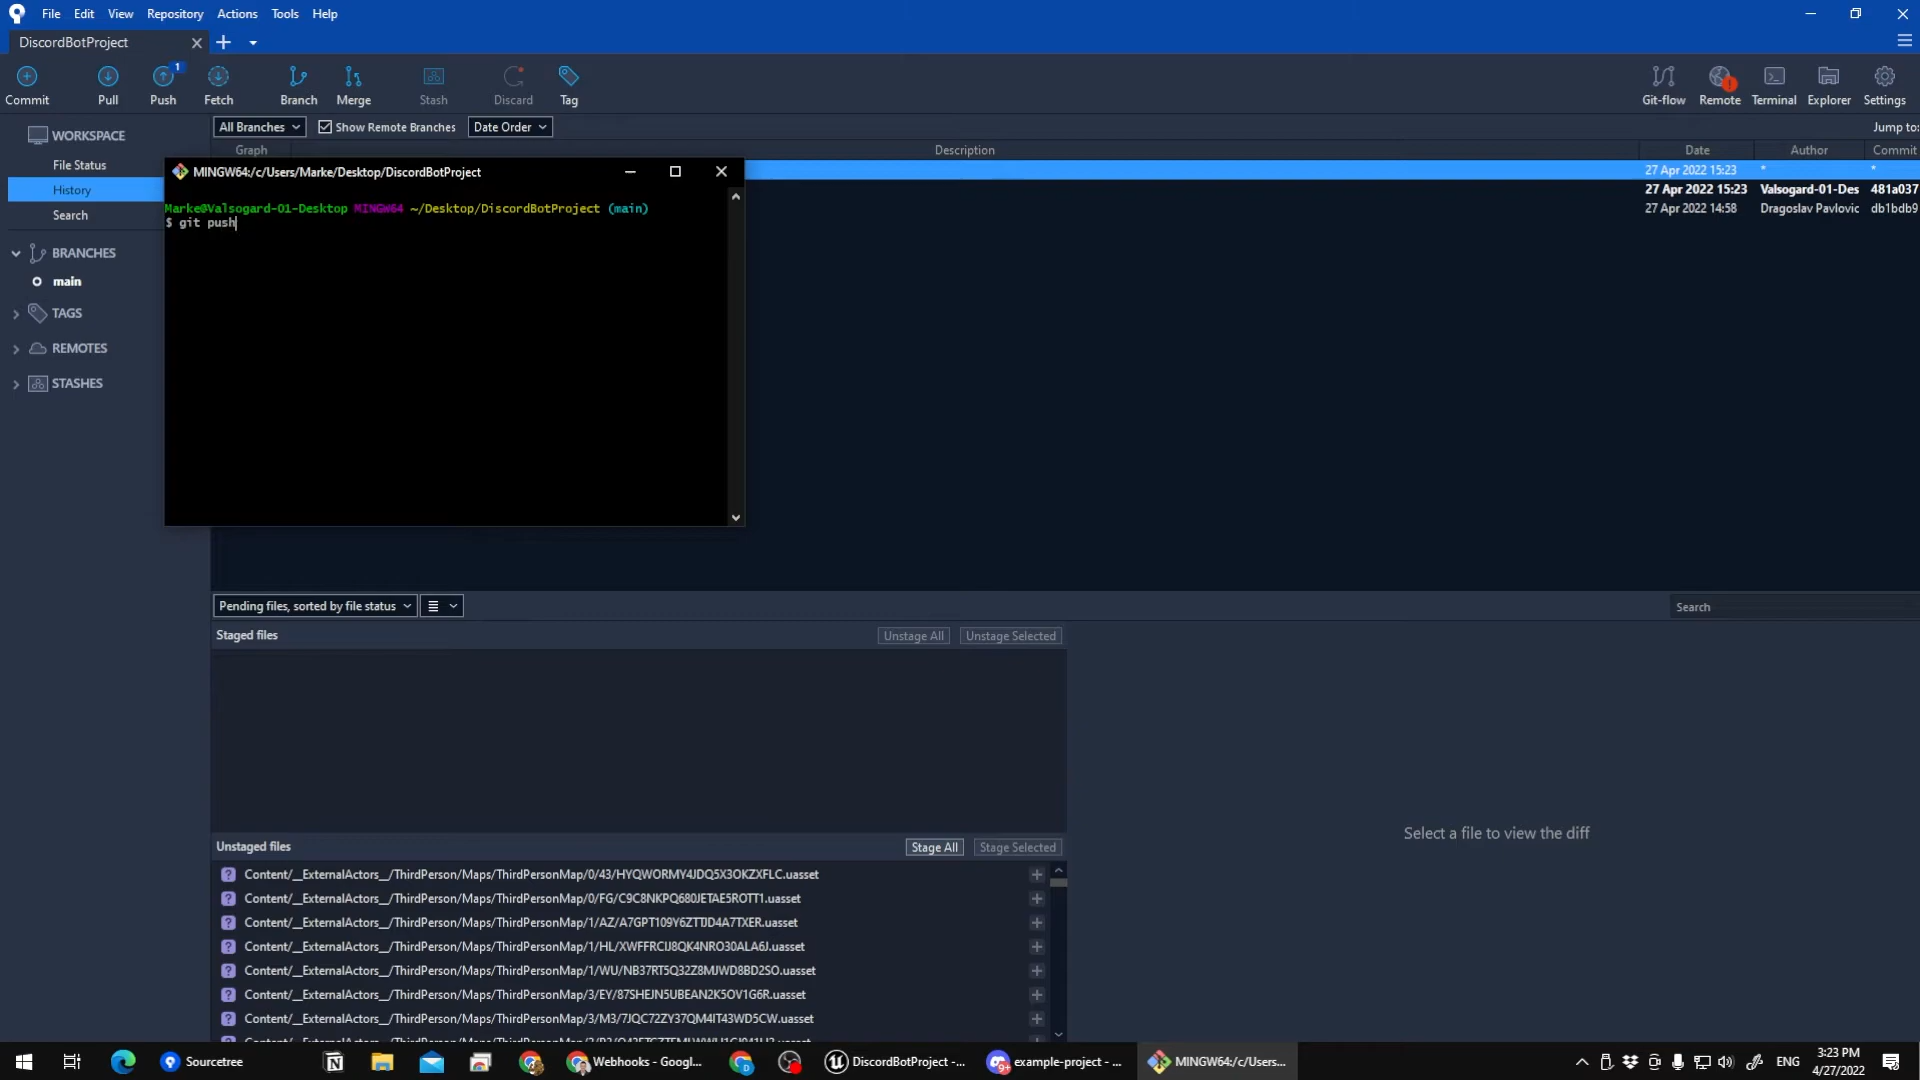 File Edit View Repository Actions Tools Help
DiscordBotProject
1
Commit Pull Push Fetch Branch Merge Stash Discard Tag Git-flow Remote Terminal Explorer Settings
WORKSPACE
File Status
History
Search
BRANCHES
main
TAGS
REMOTES
STASHES
All Branches Show Remote Branches Date Order Jump to:
Graph Description Date Author Commit
27 Apr 2022 15:23 * *
27 Apr 2022 15:23 Valsogard-01-Des 481a037
27 Apr 2022 14:58 Dragoslav Pavlovic db1bdb9
MINGW64:/c/Users/Marke/Desktop/DiscordBotProject
Marke@Valsogard-01-Desktop MINGW64 ~/Desktop/DiscordBotProject (main)
$ git push
Pending files, sorted by file status Search
Staged files Unstage All Unstage Selected
Unstaged files Stage All Stage Selected
Content/__ExternalActors__/ThirdPerson/Maps/ThirdPersonMap/0/43/HYQWORMY4JDQ5X3OKZXFLC.uasset
Content/__ExternalActors__/ThirdPerson/Maps/ThirdPersonMap/0/FG/C9C8NKPQ680JETAE5ROTT1.uasset
Content/__ExternalActors__/ThirdPerson/Maps/ThirdPersonMap/1/AZ/A7GPT109Y6ZTTJD4A7TXER.uasset
Content/__ExternalActors__/ThirdPerson/Maps/ThirdPersonMap/1/HL/XWFFRCIJ8QK4NRO30ALA6J.uasset
Content/__ExternalActors__/ThirdPerson/Maps/ThirdPersonMap/1/WU/NB37RT5Q32Z8MJWD8BD2SO.uasset
Content/__ExternalActors__/ThirdPerson/Maps/ThirdPersonMap/3/EY/87SHEJN5UBEAN2K5OV1G6R.uasset
Content/__ExternalActors__/ThirdPerson/Maps/ThirdPersonMap/3/M3/7JQC72ZY37QM4IT43WD5CW.uasset
Select a file to view the diff
Sourcetree Webhooks - Googl... DiscordBotProject -... 9+ example-project - ... MINGW64:/c/Users... ENG 3:23 PM
4/27/2022